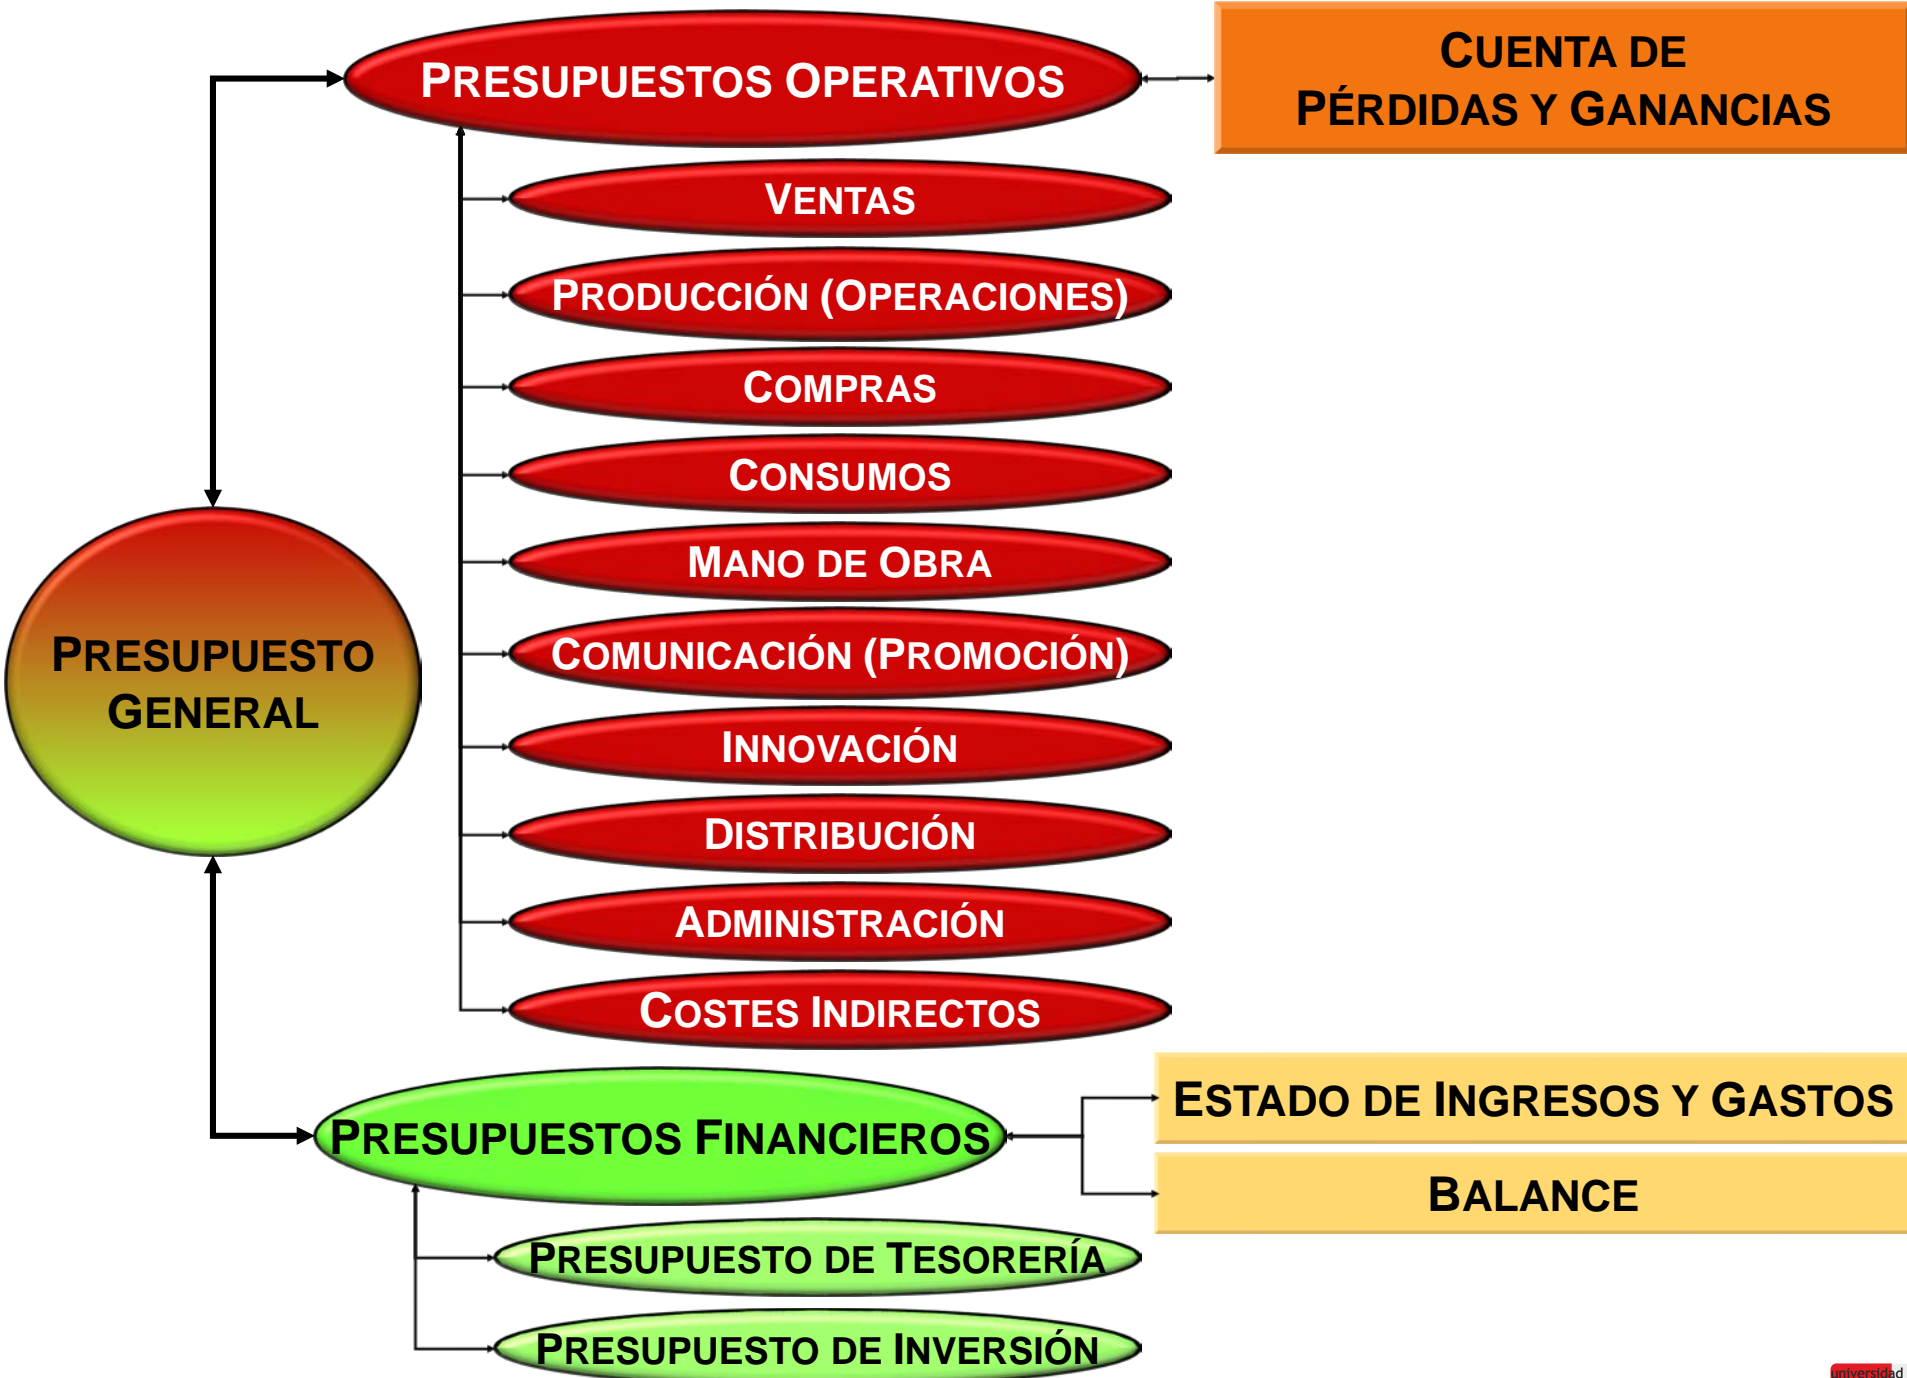 PRESUPUESTOS OPERATIVOS
CUENTA DE
PÉRDIDAS Y GANANCIAS
VENTAS
PRODUCCIÓN (OPERACIONES)
COMPRAS
CONSUMOS
MANO DE OBRA
COMUNICACIÓN (PROMOCIÓN)
INNOVACIÓN
DISTRIBUCIÓN
ADMINISTRACIÓN
COSTES INDIRECTOS
PRESUPUESTO
GENERAL
PRESUPUESTOS FINANCIEROS
ESTADO DE INGRESOS Y GASTOS
BALANCE
PRESUPUESTO DE TESORERÍA
PRESUPUESTO DE INVERSIÓN
universidad